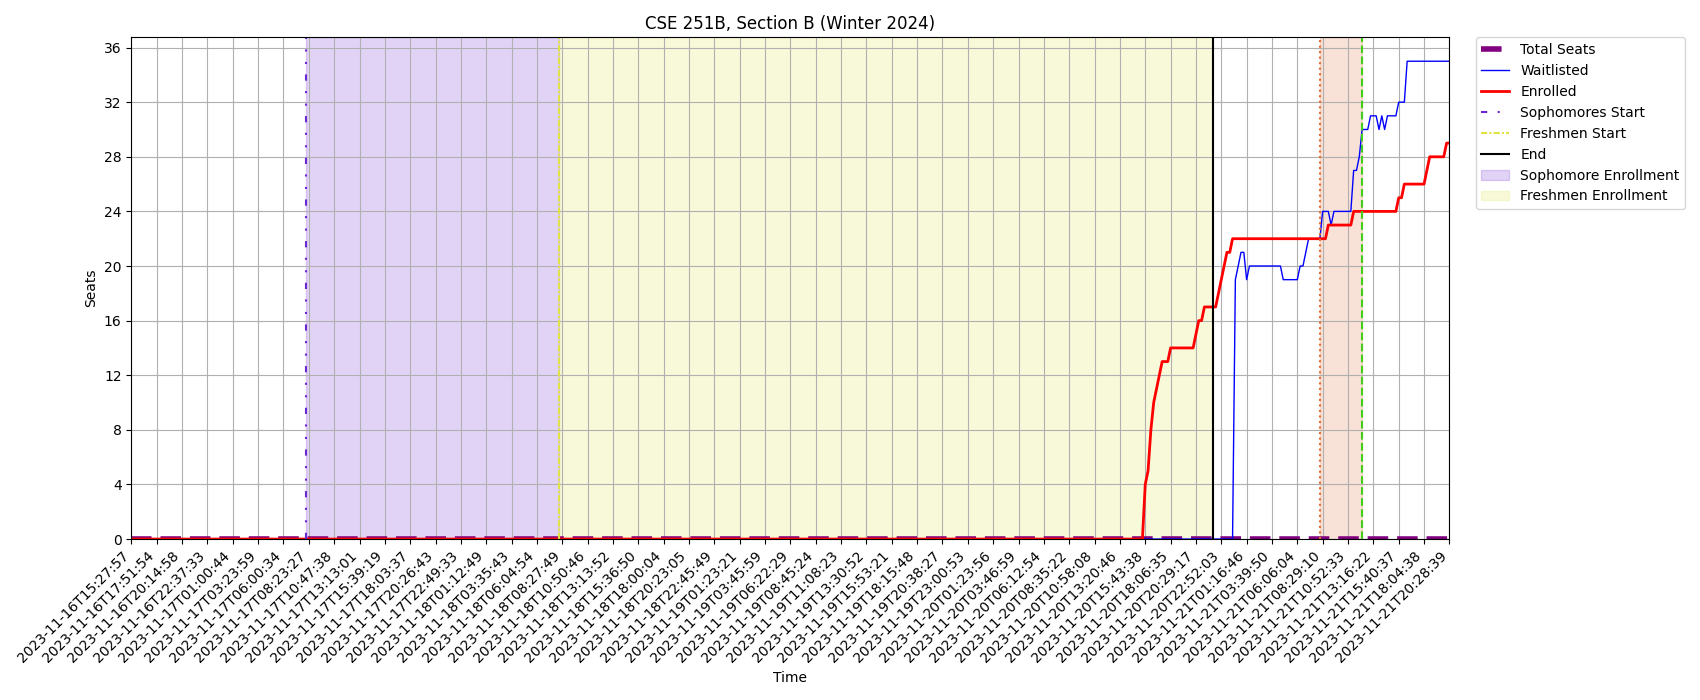 CSE 251B, Section B (Winter 2024)
Total Seats
Waitlisted
Enrolled
Sophomores Start
Freshmen Start
End
Sophomore Enrollment
Freshmen Enrollment
Seats
36
32
28
24
20
16
12
8
4
0
2023-11-16T15:27:57
2023-11-16T17:51:54
2023-11-16T20:14:58
2023-11-16T22:37:33
2023-11-17T01:00:44
2023-11-17T03:23:59
2023-11-17T06:00:34
2023-11-17T08:23:27
2023-11-17T10:47:38
2023-11-17T13:13:01
2023-11-17T15:39:19
2023-11-17T18:03:37
2023-11-17T20:26:43
2023-11-17T22:49:33
2023-11-18T01:12:49
2023-11-18T03:35:43
2023-11-18T06:04:54
2023-11-18T08:27:49
2023-11-18T10:50:46
2023-11-18T13:13:52
2023-11-18T15:36:50
2023-11-18T18:00:04
2023-11-18T20:23:05
2023-11-18T22:45:49
2023-11-19T01:23:21
2023-11-19T03:45:59
2023-11-19T06:22:29
2023-11-19T08:45:24
2023-11-19T11:08:23
2023-11-19T13:30:52
2023-11-19T15:53:21
2023-11-19T18:15:48
2023-11-19T20:38:27
2023-11-19T23:00:53
2023-11-20T01:23:56
2023-11-20T03:46:59
2023-11-20T06:12:54
2023-11-20T08:35:22
2023-11-20T10:58:08
2023-11-20T13:20:46
2023-11-20T15:43:38
2023-11-20T18:06:35
2023-11-20T20:29:17
2023-11-20T22:52:03
2023-11-21T01:16:46
2023-11-21T03:39:50
2023-11-21T06:06:04
2023-11-21T08:29:10
2023-11-21T10:52:33
2023-11-21T13:16:22
2023-11-21T15:40:37
2023-11-21T18:04:38
2023-11-21T20:28:39
Time